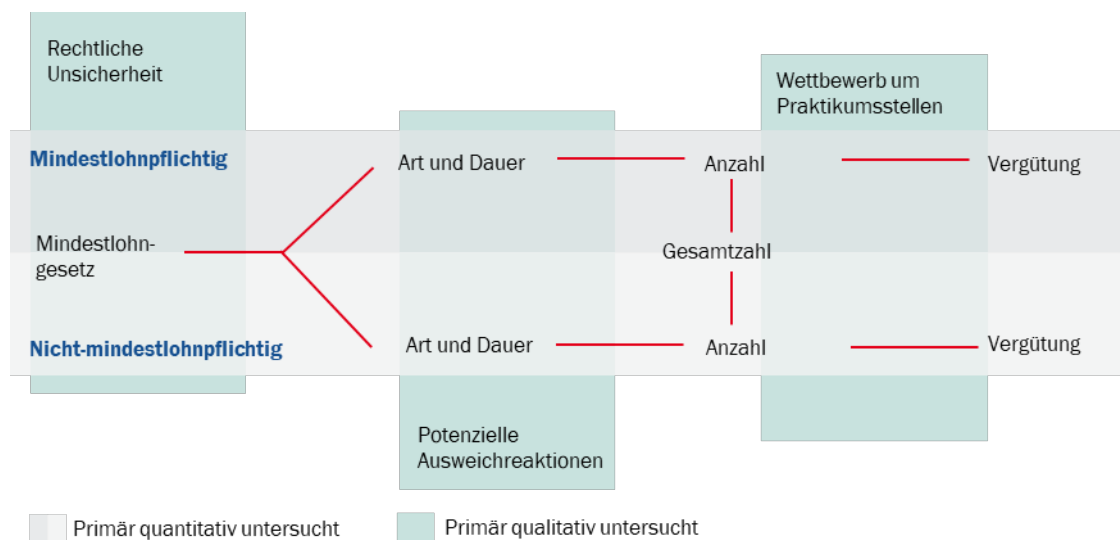 Rechtliche
Unsicherheit
Wettbewerb um
Praktikumsstellen
Mindestlohnpflichtig
Art und Dauer
Anzahl
Vergütung
Mindestlohn-
gesetz
Gesamtzahl
Nicht-mindestlohnpflichtig
Art und Dauer
Anzahl
Vergütung
Potenzielle
Ausweichreaktionen
Primär quantitativ untersucht
Primär qualitativ untersucht